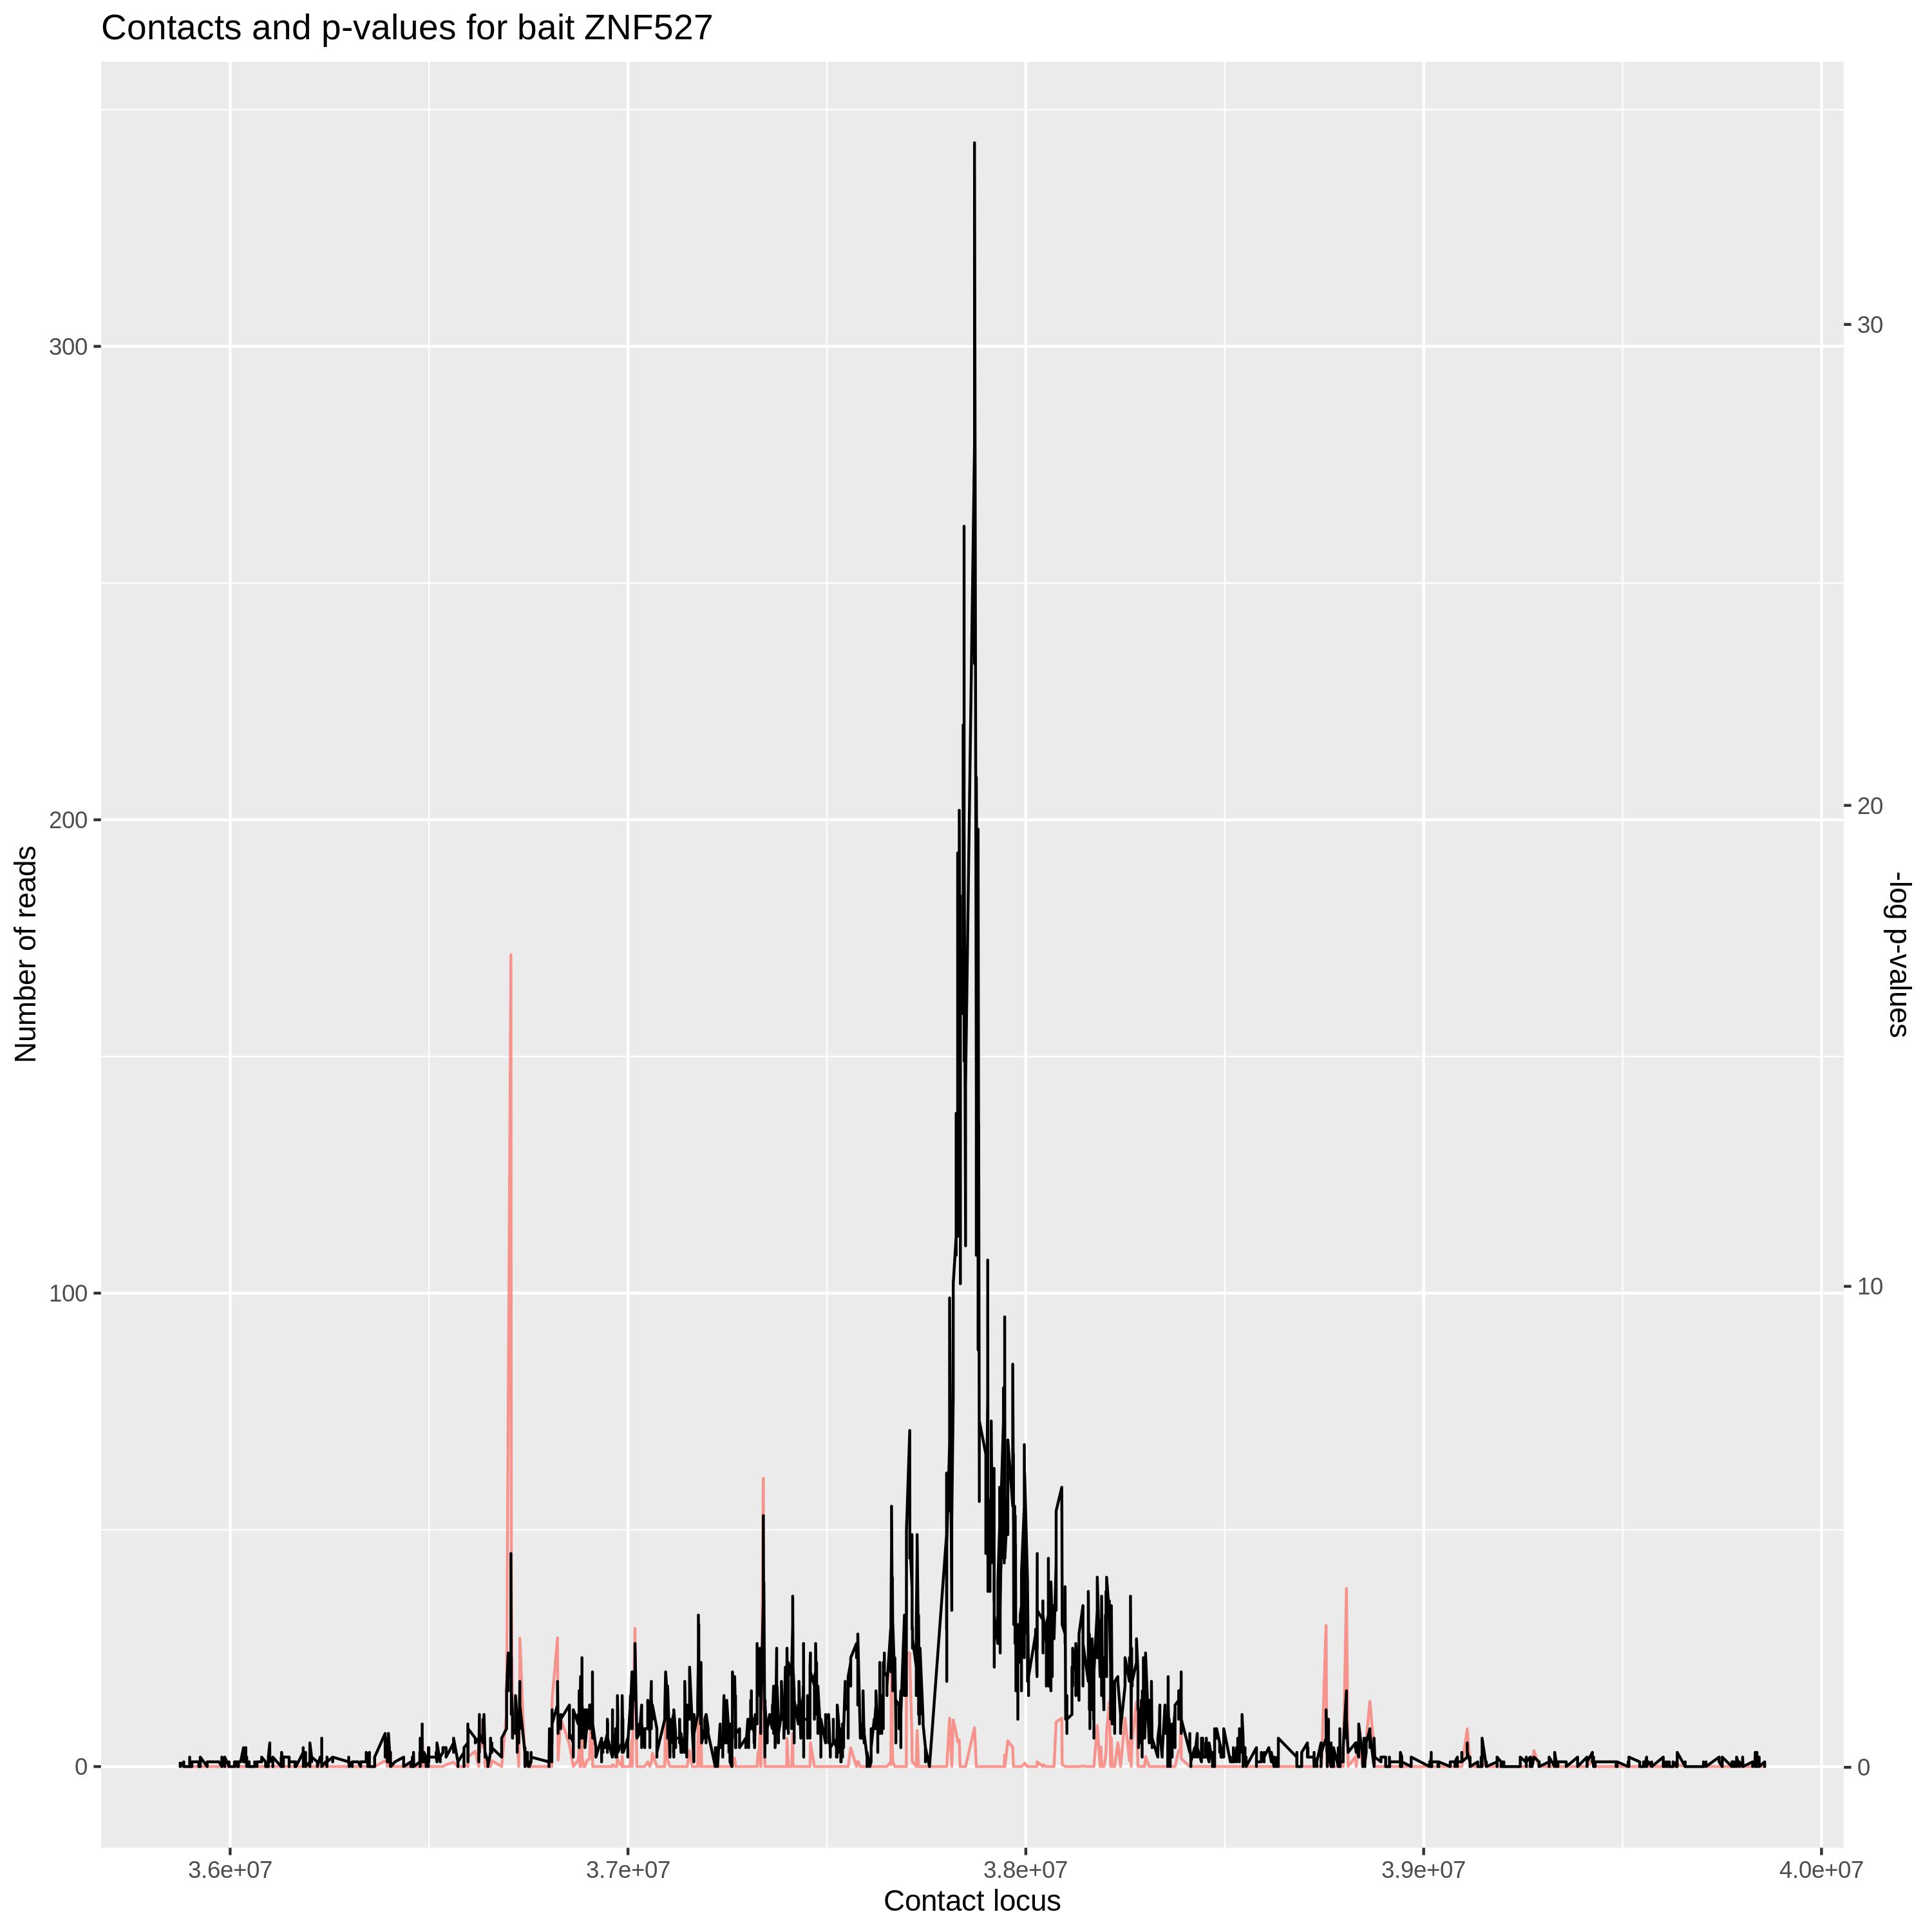 Contacts and p-values for bait ZNF527
300
200
100
0
Number of reads
30
20
10
0
-log p-values
3.6e+07 3.7e+07 3.8e+07 3.9e+07 4.0e+07
Contact locus